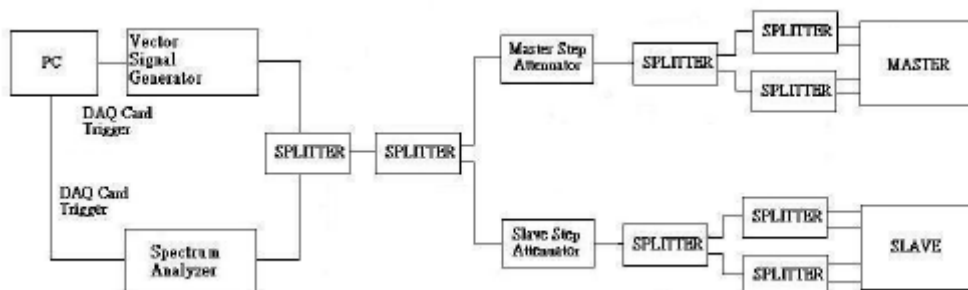 PC
Vector
Signal
Generator
DAQ Card
Trigger
DAQ Card
Trigger
Spectrum
Analyzer
SPLITTER
SPLITTER
Master Step
Attenuator
SPLITTER
SPLITTER
SPLITTER
MASTER
Slave Step
Attenuator
SPLITTER
SPLITTER
SPLITTER
SLAVE